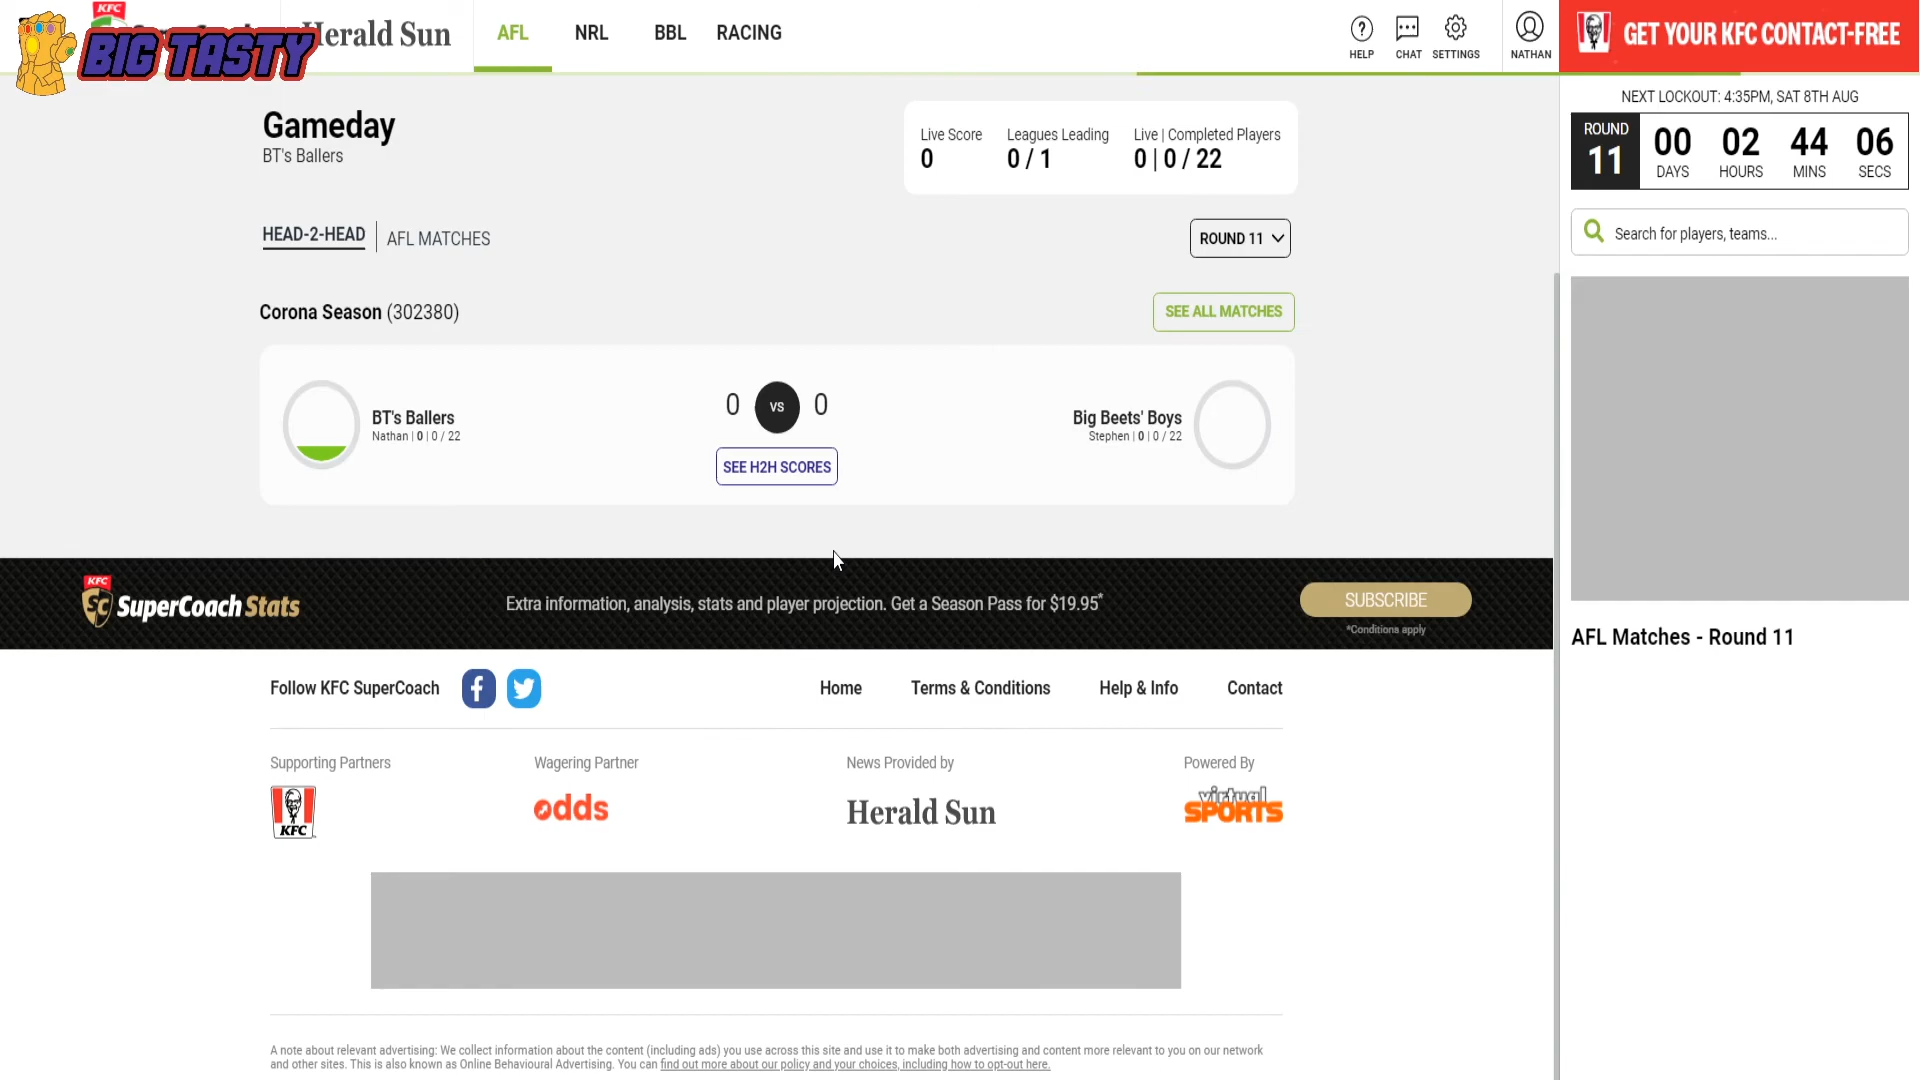 KFC
BIG TASTY
Herald Sun
AFL
NRL
BBL
RACING
HELP
CHAT
SETTINGS
NATHAN
GET YOUR KFC CONTACT-FREE
Gameday
BT's Ballers
Live Score
0
Leagues Leading
0 / 1
Live | Completed Players
0 | 0 / 22
HEAD-2-HEAD
AFL MATCHES
ROUND 11
Corona Season (302380)
SEE ALL MATCHES
BT's Ballers
Nathan | 0 | 0 / 22
0
VS
0
SEE H2H SCORES
Big Beets' Boys
Stephen | 0 | 0 / 22
NEXT LOCKOUT: 4:35PM, SAT 8TH AUG
ROUND
11
00
DAYS
02
HOURS
44
MINS
06
SECS
Search for players, teams...
AFL Matches - Round 11
KFC
SC SuperCoach Stats
Extra information, analysis, stats and player projection. Get a Season Pass for $19.95*
SUBSCRIBE
*Conditions apply
Follow KFC SuperCoach
Home
Terms & Conditions
Help & Info
Contact
Supporting Partners
KFC
Wagering Partner
odds
News Provided by
Herald Sun
Powered By
virtual
SPORTS
A note about relevant advertising: We collect information about the content (including ads) you use across this site and use it to make both advertising and content more relevant to you on our network
and other sites. This is also known as Online Behavioural Advertising. You can find out more about our policy and your choices, including how to opt-out here.